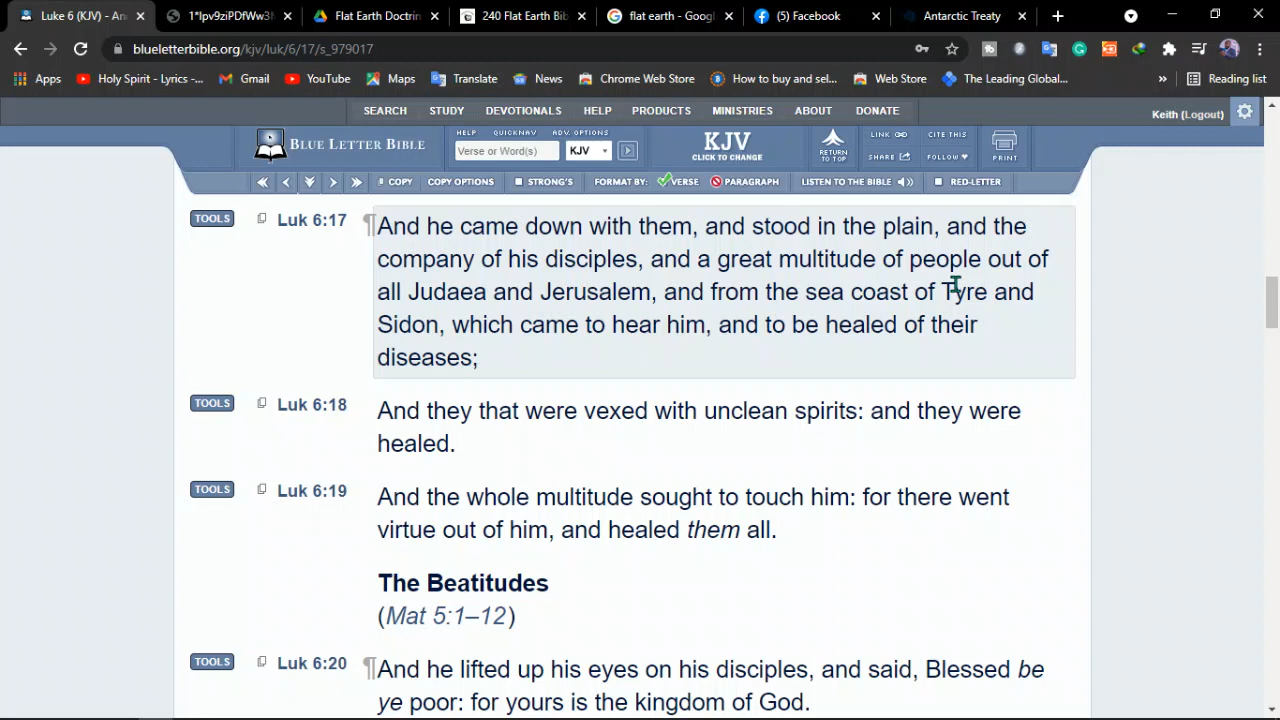 Luke 6 (KJV) - An
1*Ipv9ziPDfWw3
Flat Earth Doctrin
240 Flat Earth Bib
flat earth - Goog
(5) Facebook
Antarctic Treaty
blueletterbible.org/kjv/luk/6/17/s_979017
Apps
Holy Spirit - Lyrics -...
Gmail
YouTube
Maps
Translate
News
Chrome Web Store
How to buy and sel...
Web Store
The Leading Global...
»
Reading list
SEARCH STUDY DEVOTIONALS HELP PRODUCTS MINISTRIES ABOUT DONATE
Keith (Logout)
BLUE LETTER BIBLE
HELP QUICKNAV ADV. OPTIONS
Verse or Word(s)
KJV
KJV
CLICK TO CHANGE
RETURN
TO TOP
LINK
CITE THIS
SHARE
FOLLOW
PRINT
COPY COPY OPTIONS STRONG'S FORMAT BY: VERSE PARAGRAPH LISTEN TO THE BIBLE RED-LETTER
TOOLS Luk 6:17 ¶And he came down with them, and stood in the plain, and the
company of his disciples, and a great multitude of people out of
all Judaea and Jerusalem, and from the sea coast of Tyre and
Sidon, which came to hear him, and to be healed of their
diseases;
TOOLS Luk 6:18 And they that were vexed with unclean spirits: and they were
healed.
TOOLS Luk 6:19 And the whole multitude sought to touch him: for there went
virtue out of him, and healed them all.
The Beatitudes
(Mat 5:1–12)
TOOLS Luk 6:20 ¶And he lifted up his eyes on his disciples, and said, Blessed be
ye poor: for yours is the kingdom of God.